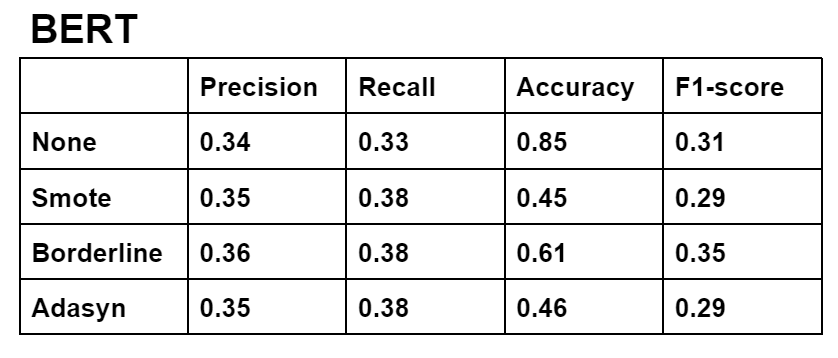 BERT
Precision Recall Accuracy F1-score
None 0.34 0.33 0.85 0.31
Smote 0.35 0.38 0.45 0.29
Borderline 0.36 0.38 0.61 0.35
Adasyn 0.35 0.38 0.46 0.29